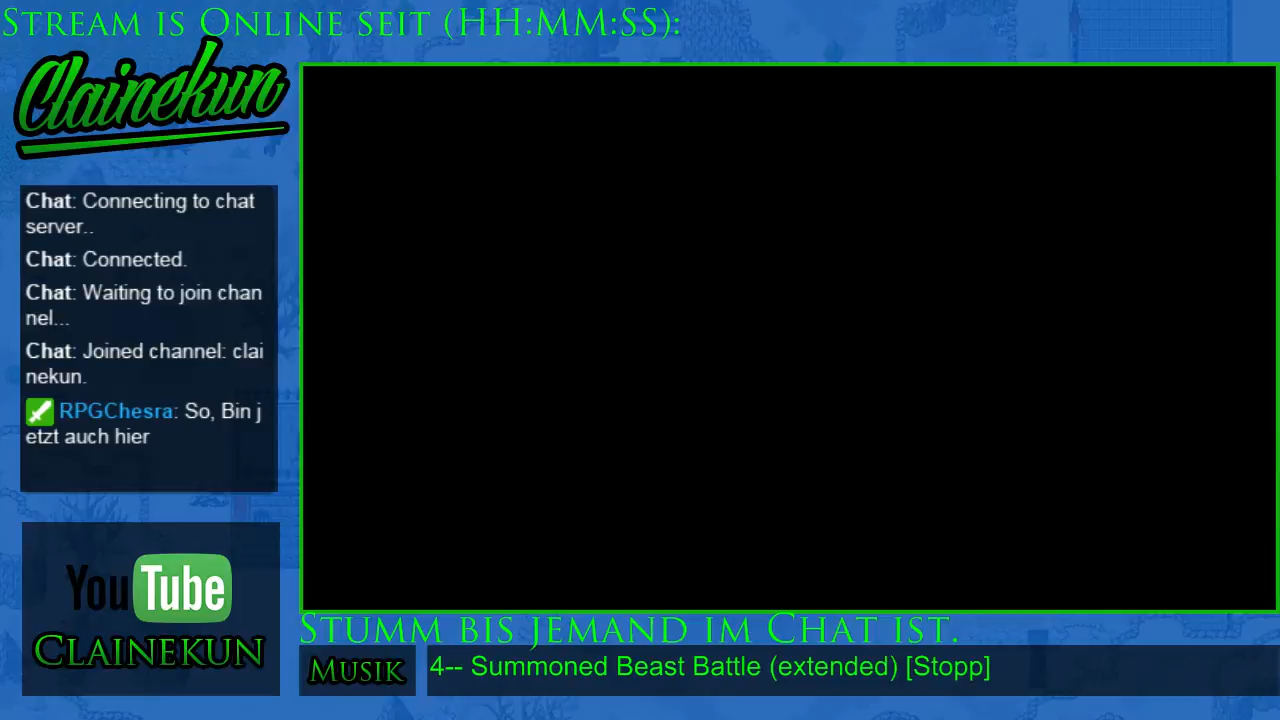 Stream is Online seit (HH:MM:SS):
Clainekun
Chat: Connecting to chat
server..
Chat: Connected.
Chat: Waiting to join chan
nel...
Chat: Joined channel: clai
nekun.
RPGChesra: So, Bin j
etzt auch hier
YouTube
Clainekun
Stumm bis jemand im Chat ist.
Musik
4-- Summoned Beast Battle (extended) [Stopp]